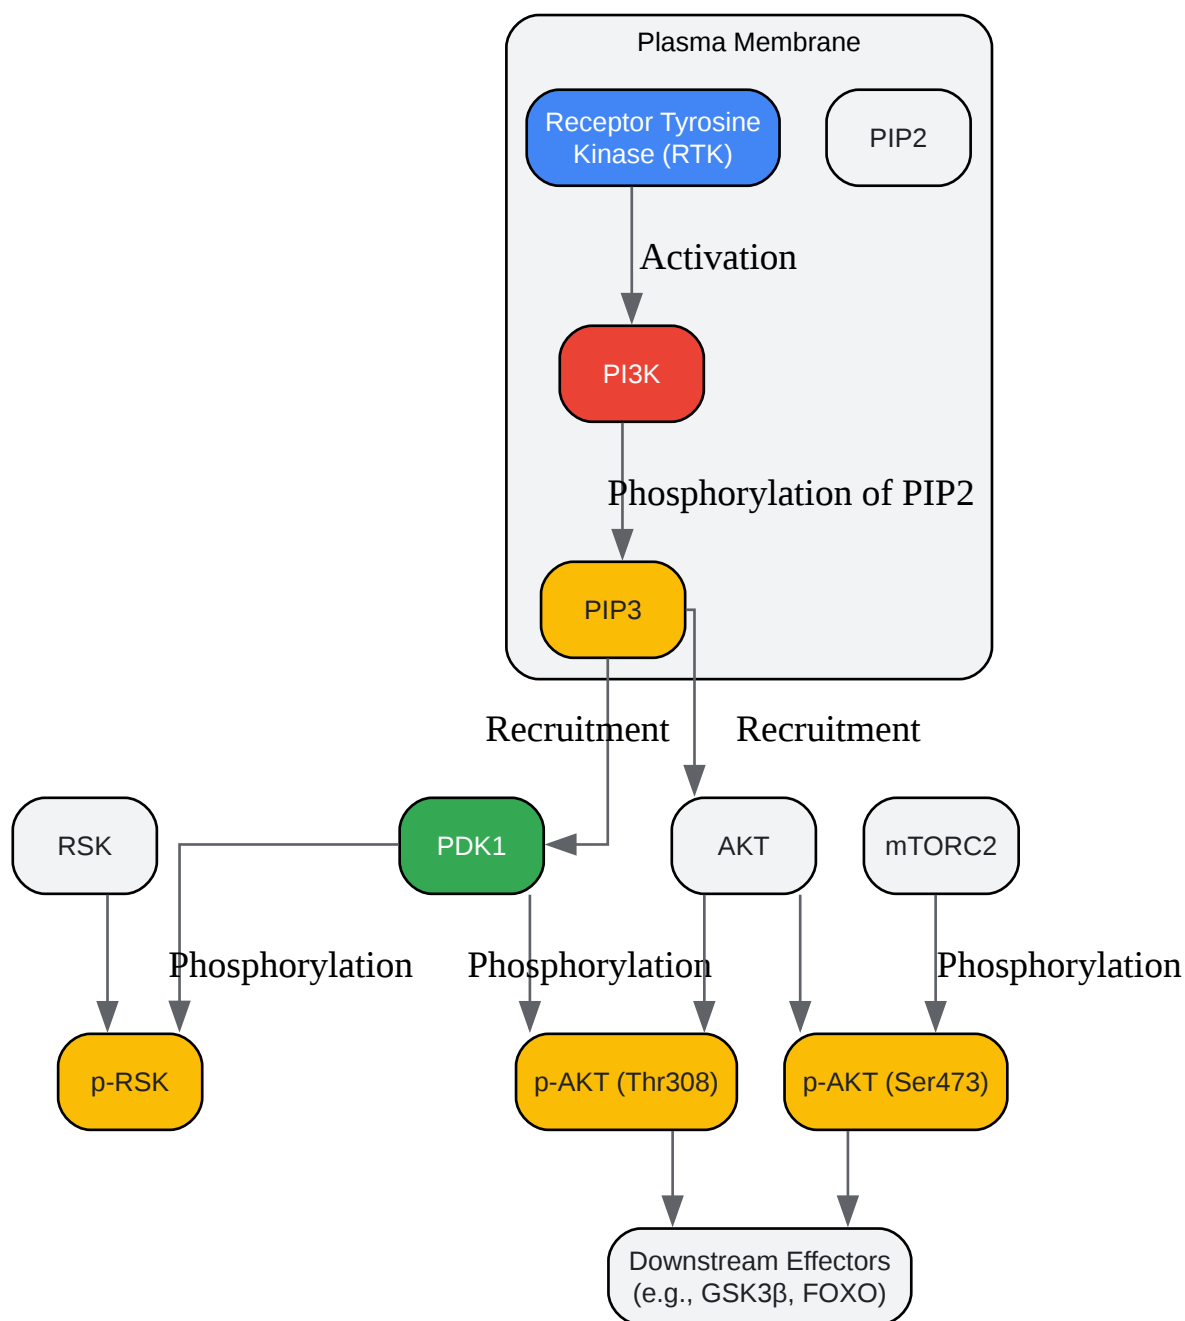 Plasma Membrane
Receptor Tyrosine
Kinase (RTK)
PIP2
Activation
PI3K
Phosphorylation of PIP2
PIP3
Recruitment
Recruitment
RSK
PDK1
AKT
mTORC2
Phosphorylation
Phosphorylation
Phosphorylation
p-RSK
p-AKT (Thr308)
p-AKT (Ser473)
Downstream Effectors
(e.g., GSK3β, FOXO)